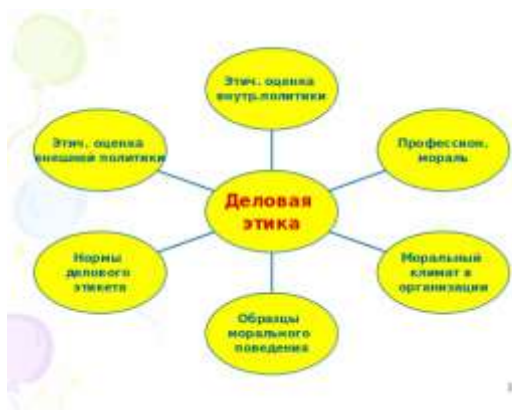 Этич. оценка
внутр.политики
Этич. оценка
внешней политики
Профессион.
мораль
Деловая
этика
Нормы
делового
этикета
Моральный
климат в
организации
Образцы
морального
поведения